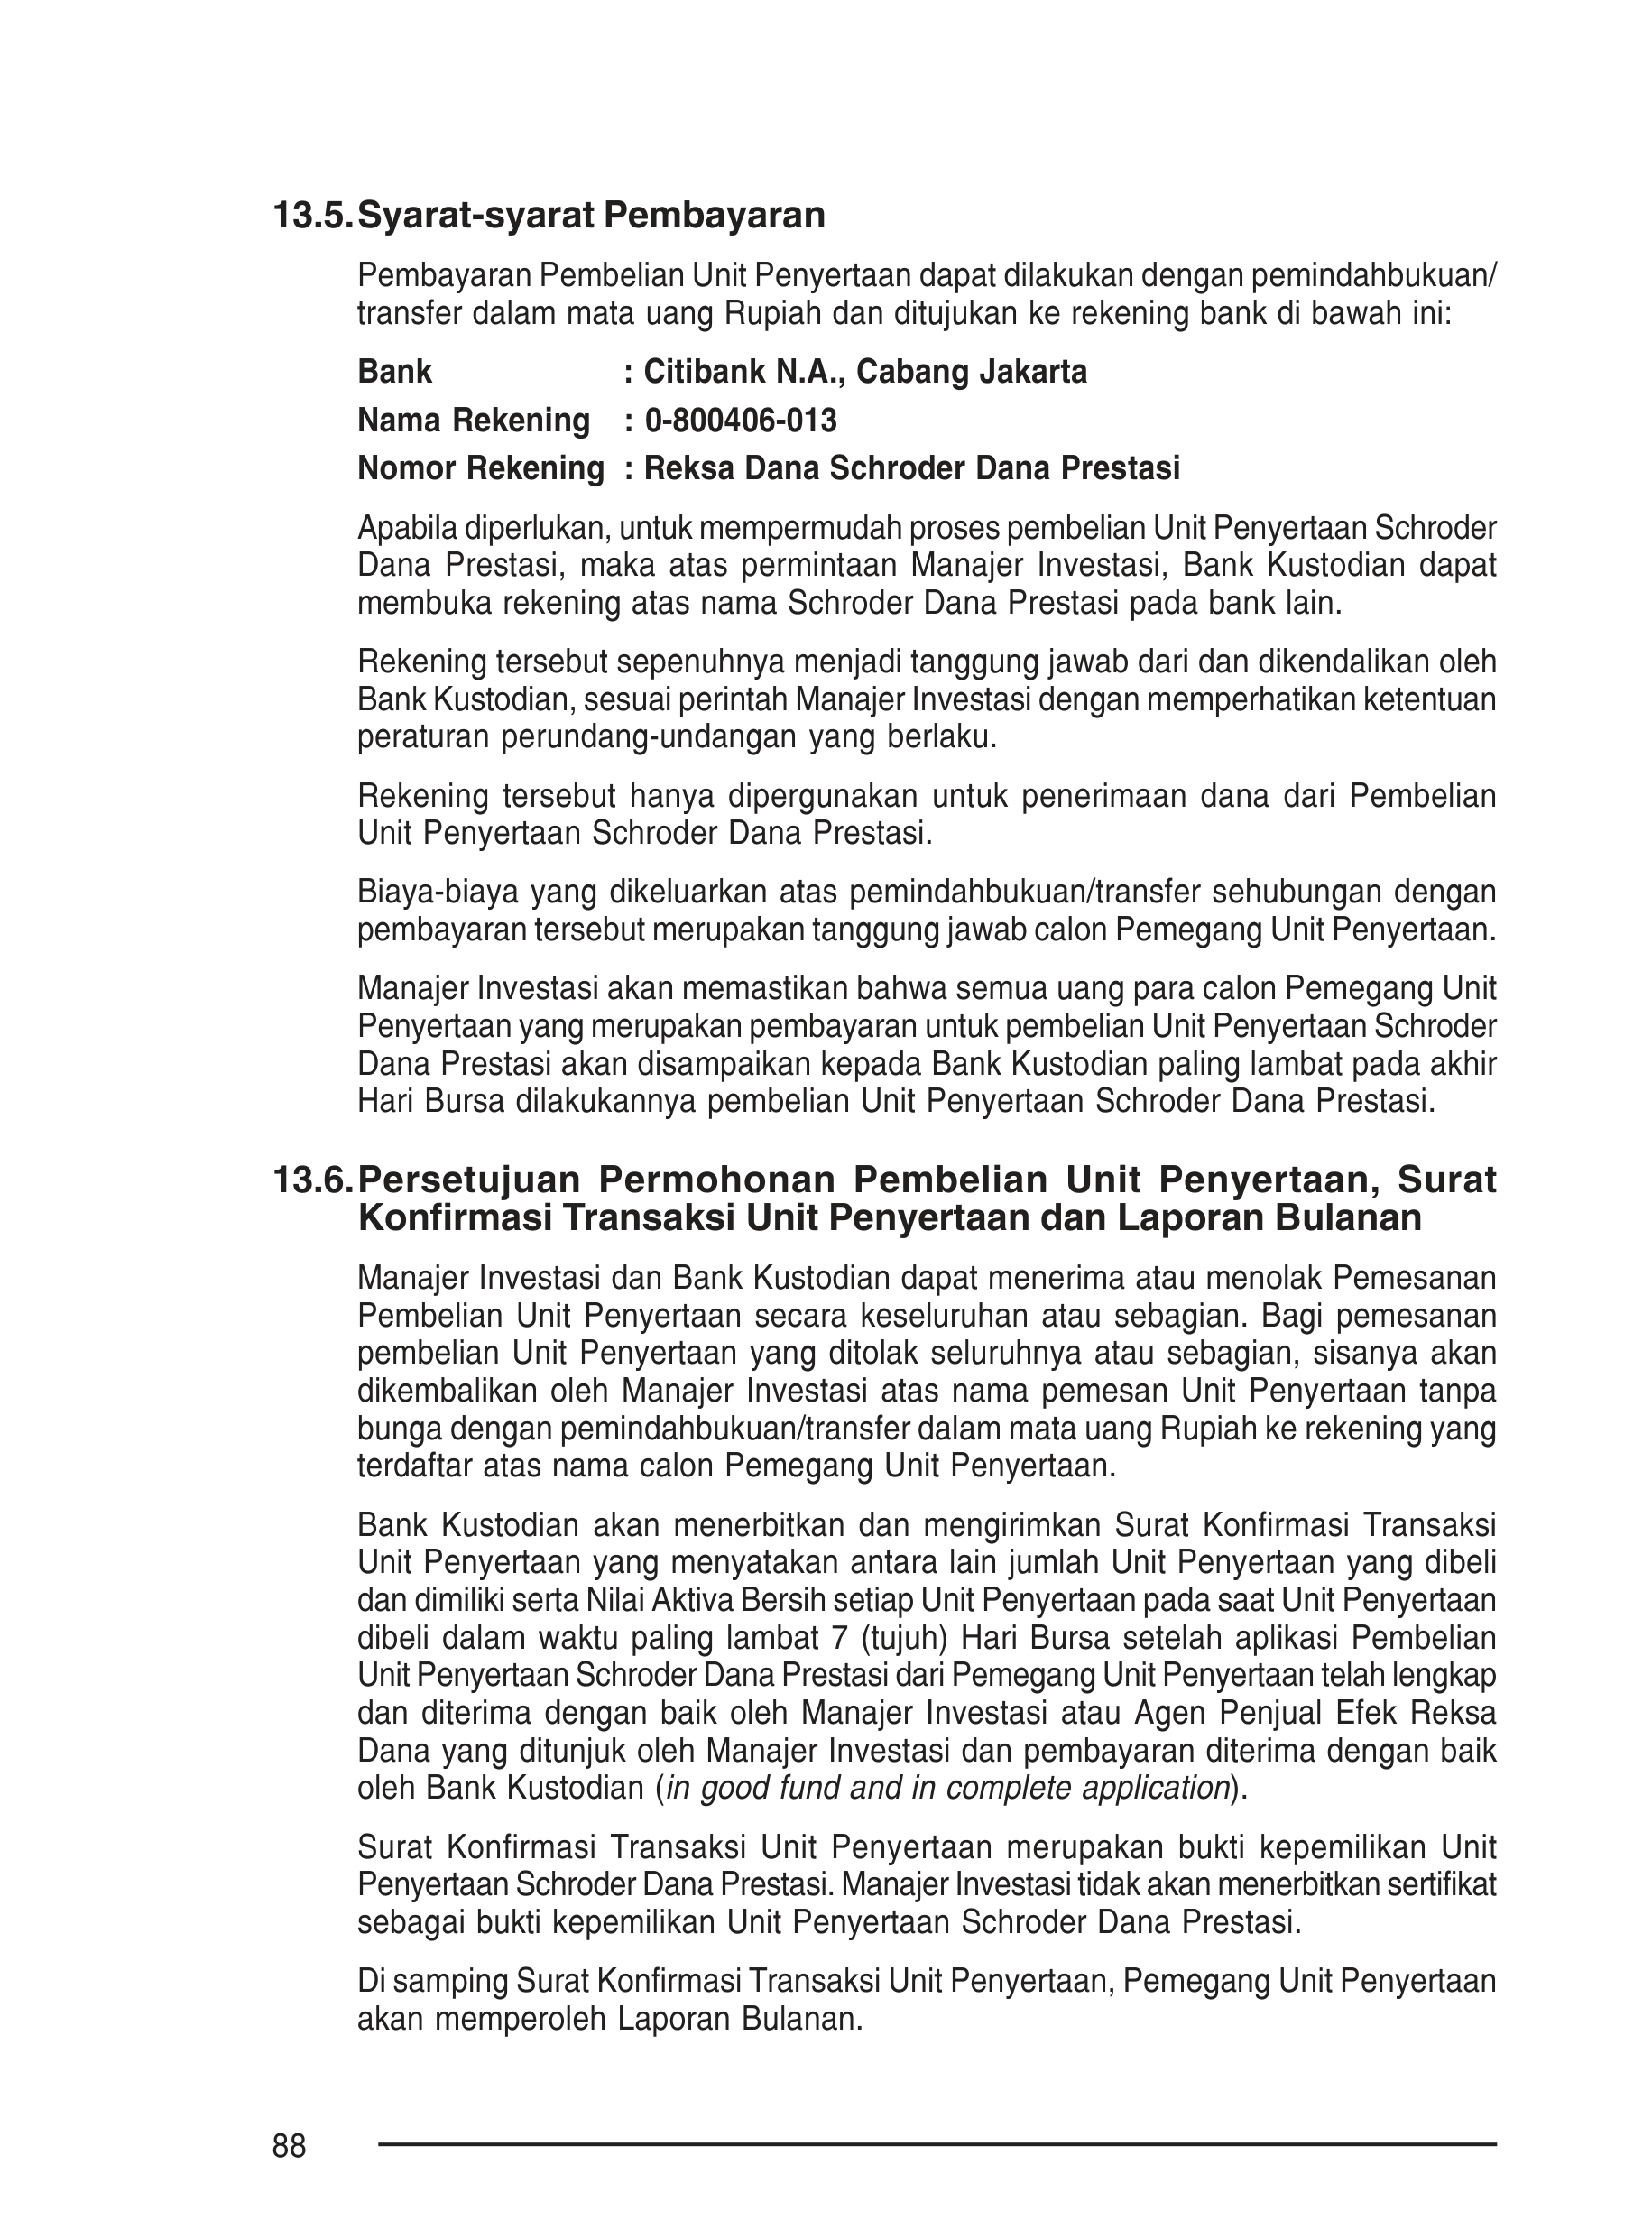 13.5. Syarat-syarat Pembayaran
Pembayaran Pembelian Unit Penyertaan dapat dilakukan dengan pemindahbukuan/
transfer dalam mata uang Rupiah dan ditujukan ke rekening bank di bawah ini:
Bank : Citibank N.A., Cabang Jakarta
Nama Rekening : 0-800406-013
Nomor Rekening : Reksa Dana Schroder Dana Prestasi
Apabila diperlukan, untuk mempermudah proses pembelian Unit Penyertaan Schroder
Dana Prestasi, maka atas permintaan Manajer Investasi, Bank Kustodian dapat
membuka rekening atas nama Schroder Dana Prestasi pada bank lain.
Rekening tersebut sepenuhnya menjadi tanggung jawab dari dan dikendalikan oleh
Bank Kustodian, sesuai perintah Manajer Investasi dengan memperhatikan ketentuan
peraturan perundang-undangan yang berlaku.
Rekening tersebut hanya dipergunakan untuk penerimaan dana dari Pembelian
Unit Penyertaan Schroder Dana Prestasi.
Biaya-biaya yang dikeluarkan atas pemindahbukuan/transfer sehubungan dengan
pembayaran tersebut merupakan tanggung jawab calon Pemegang Unit Penyertaan.
Manajer Investasi akan memastikan bahwa semua uang para calon Pemegang Unit
Penyertaan yang merupakan pembayaran untuk pembelian Unit Penyertaan Schroder
Dana Prestasi akan disampaikan kepada Bank Kustodian paling lambat pada akhir
Hari Bursa dilakukannya pembelian Unit Penyertaan Schroder Dana Prestasi.
13.6. Persetujuan Permohonan Pembelian Unit Penyertaan, Surat
Konfirmasi Transaksi Unit Penyertaan dan Laporan Bulanan
Manajer Investasi dan Bank Kustodian dapat menerima atau menolak Pemesanan
Pembelian Unit Penyertaan secara keseluruhan atau sebagian. Bagi pemesanan
pembelian Unit Penyertaan yang ditolak seluruhnya atau sebagian, sisanya akan
dikembalikan oleh Manajer Investasi atas nama pemesan Unit Penyertaan tanpa
bunga dengan pemindahbukuan/transfer dalam mata uang Rupiah ke rekening yang
terdaftar atas nama calon Pemegang Unit Penyertaan.
Bank Kustodian akan menerbitkan dan mengirimkan Surat Konfirmasi Transaksi
Unit Penyertaan yang menyatakan antara lain jumlah Unit Penyertaan yang dibeli
dan dimiliki serta Nilai Aktiva Bersih setiap Unit Penyertaan pada saat Unit Penyertaan
dibeli dalam waktu paling lambat 7 (tujuh) Hari Bursa setelah aplikasi Pembelian
Unit Penyertaan Schroder Dana Prestasi dari Pemegang Unit Penyertaan telah lengkap
dan diterima dengan baik oleh Manajer Investasi atau Agen Penjual Efek Reksa
Dana yang ditunjuk oleh Manajer Investasi dan pembayaran diterima dengan baik
oleh Bank Kustodian (in good fund and in complete application).
Surat Konfirmasi Transaksi Unit Penyertaan merupakan bukti kepemilikan Unit
Penyertaan Schroder Dana Prestasi. Manajer Investasi tidak akan menerbitkan sertifikat
sebagai bukti kepemilikan Unit Penyertaan Schroder Dana Prestasi.
Di samping Surat Konfirmasi Transaksi Unit Penyertaan, Pemegang Unit Penyertaan
akan memperoleh Laporan Bulanan.
88